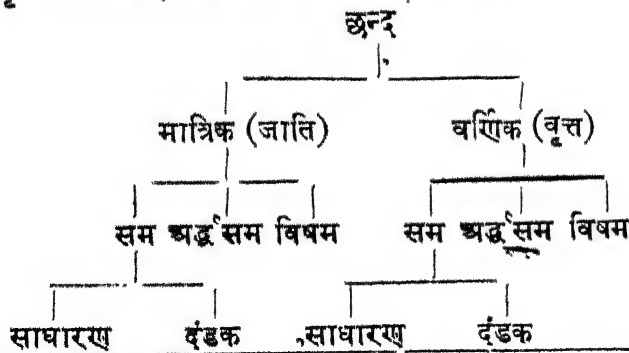 छन्द
मात्रिक (जाति) वर्णिक (वृत्त)
सम अर्द्धसम विषम सम अर्द्धसम विषम
साधारण दंडक साधारण दंडक